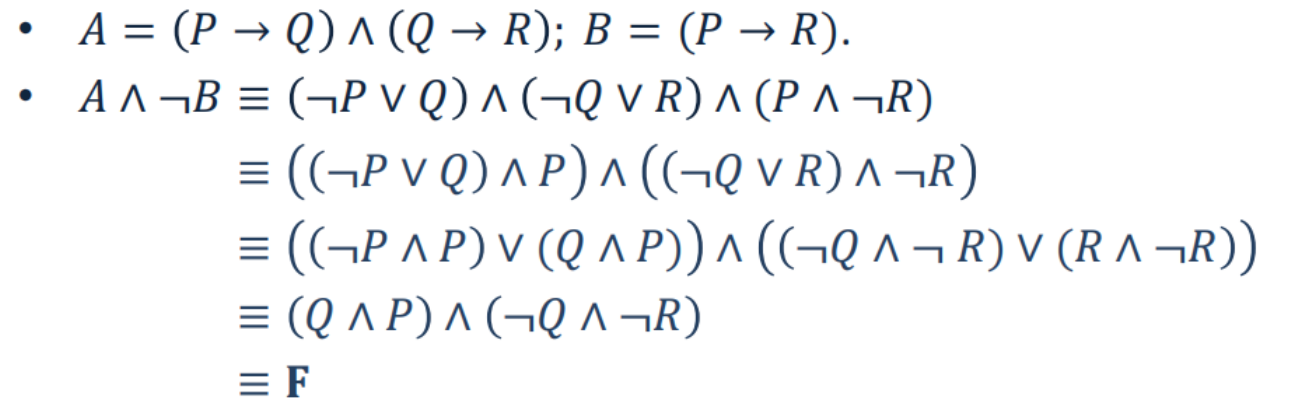 • A = (P → Q) ∧ (Q → R); B = (P → R).
• A ∧ ¬B ≡ (¬P ∨ Q) ∧ (¬Q ∨ R) ∧ (P ∧ ¬R)
≡ ((¬P ∨ Q) ∧ P) ∧ ((¬Q ∨ R) ∧ ¬R)
≡ ((¬P ∧ P) ∨ (Q ∧ P)) ∧ ((¬Q ∧ ¬ R) ∨ (R ∧ ¬R))
≡ (Q ∧ P) ∧ (¬Q ∧ ¬R)
≡ F